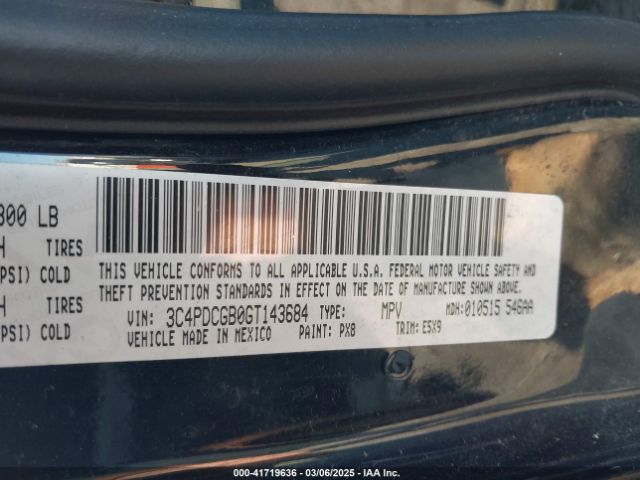 300 LB
H TIRES
(PSI) COLD
H TIRES
(PSI) COLD
THIS VEHICLE CONFORMS TO ALL APPLICABLE U.S.A. FEDERAL MOTOR VEHICLE SAFETY AND
THEFT PREVENTION STANDARDS IN EFFECT ON THE DATE OF MANUFACTURE SHOWN ABOVE.
VIN: 3C4PDCGB0GT143684 TYPE: MPV MDH:010515 546AA
VEHICLE MADE IN MEXICO PAINT: PX8 TRIM: E5X9
000-41719636 - 03/06/2025 - IAA Inc.